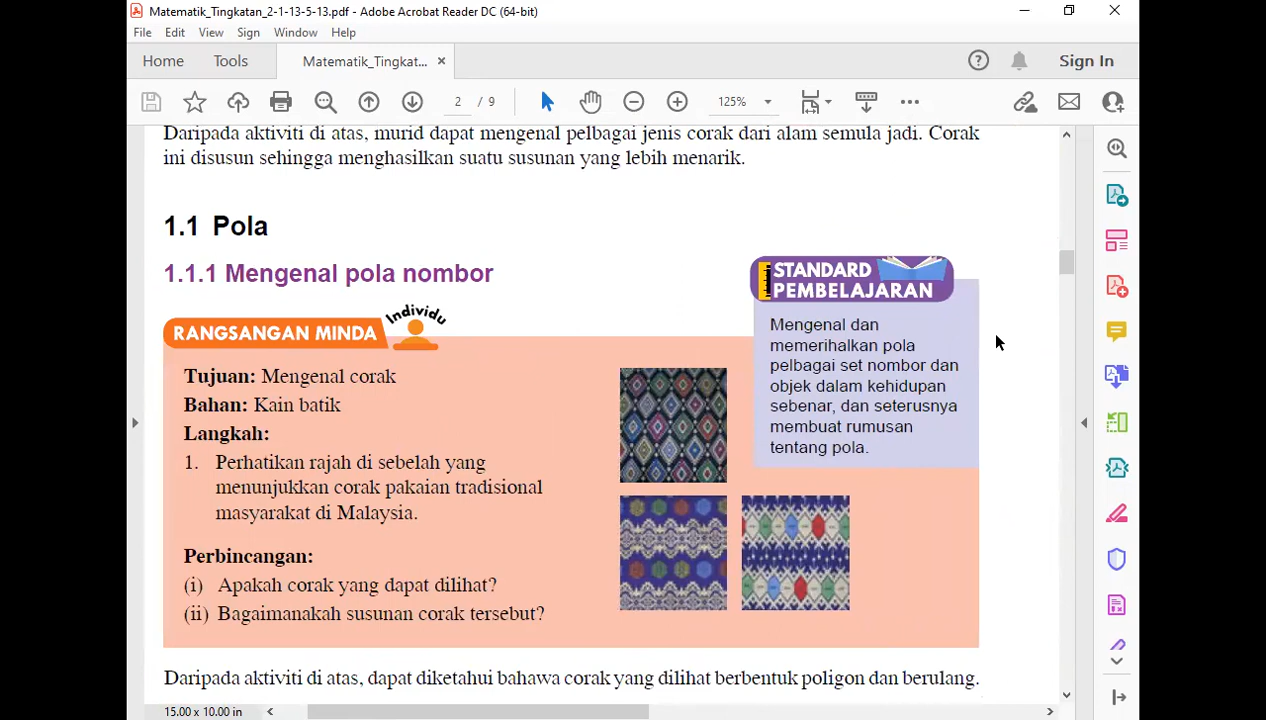 Matematik_Tingkatan_2-1-13-5-13.pdf - Adobe Acrobat Reader DC (64-bit)
File Edit View Sign Window Help
Home Tools Matematik_Tingkat... × Sign In
2 / 9 125%
Daripada aktiviti di atas, murid dapat mengenal pelbagai jenis corak dari alam semula jadi. Corak
ini disusun sehingga menghasilkan suatu susunan yang lebih menarik.
1.1 Pola
1.1.1 Mengenal pola nombor
STANDARD
PEMBELAJARAN
Mengenal dan
memerihalkan pola
pelbagai set nombor dan
objek dalam kehidupan
sebenar, dan seterusnya
membuat rumusan
tentang pola.
RANGSANGAN MINDA
Individu
Tujuan: Mengenal corak
Bahan: Kain batik
Langkah:
1. Perhatikan rajah di sebelah yang
menunjukkan corak pakaian tradisional
masyarakat di Malaysia.
Perbincangan:
(i) Apakah corak yang dapat dilihat?
(ii) Bagaimanakah susunan corak tersebut?
Daripada aktiviti di atas, dapat diketahui bahawa corak yang dilihat berbentuk poligon dan berulang.
15.00 x 10.00 in